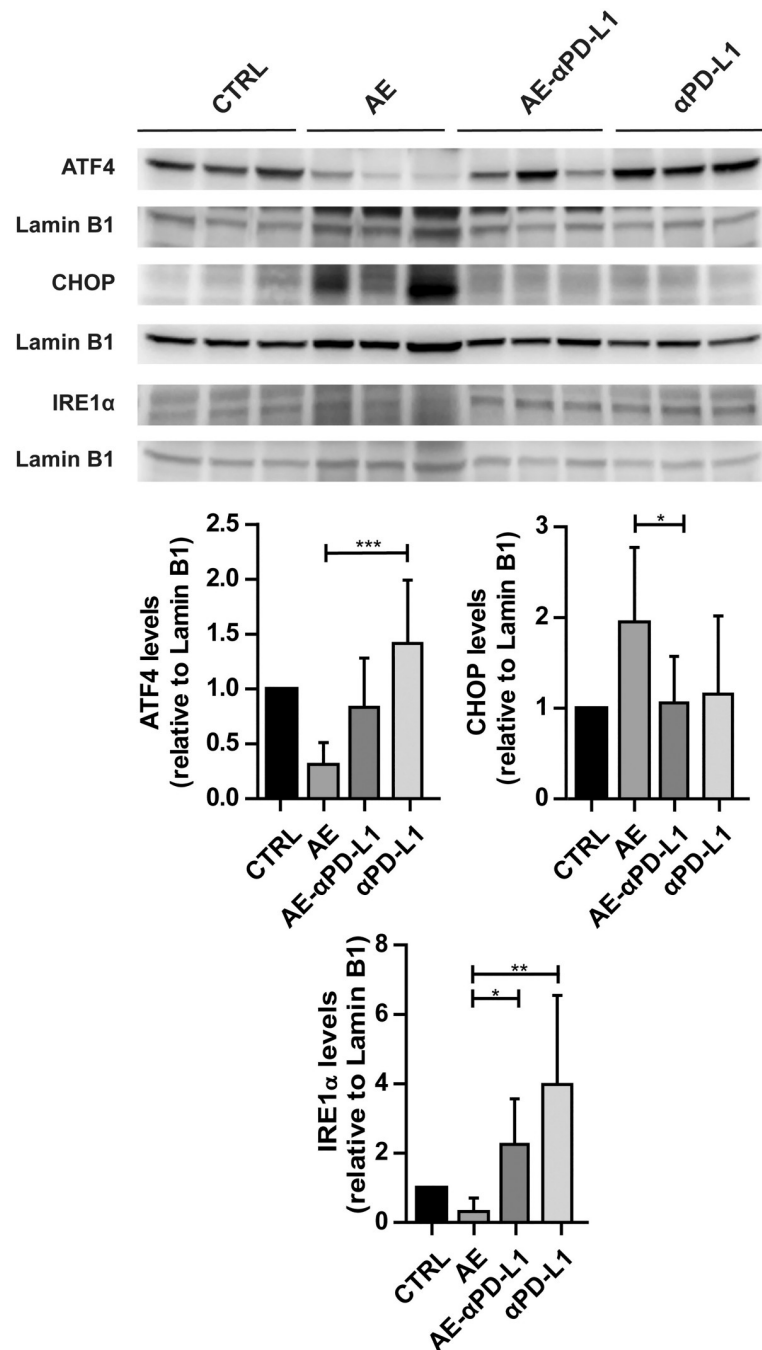 CTRL
AE
AE-αPD-L1
αPD-L1
ATF4
Lamin B1
CHOP
Lamin B1
IRE1α
Lamin B1
ATF4 levels
(relative to Lamin B1)
2.5
2.0
1.5
1.0
0.5
0.0
***
CTRL
AE
AE-αPD-L1
αPD-L1
CHOP levels
(relative to Lamin B1)
3
2
1
0
*
CTRL
AE
AE-αPD-L1
αPD-L1
IRE1α levels
(relative to Lamin B1)
8
6
4
2
0
**
*
CTRL
AE
AE-αPD-L1
αPD-L1